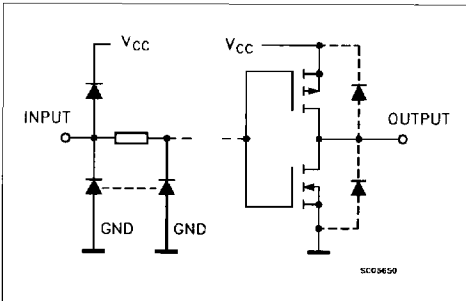 VCC
VCC
INPUT
OUTPUT
GND
GND
SC05650